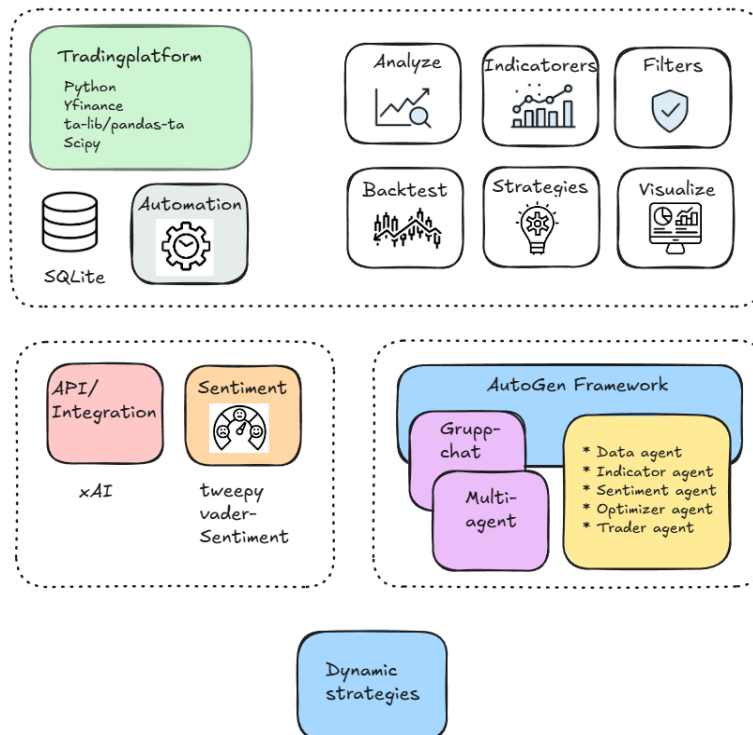 Tradingplatform
Python
Yfinance
ta-lib/pandas-ta
Scipy
Analyze
Indicatorers
Filters
SQLite
Automation
Backtest
Strategies
Visualize
API/
Integration
xAI
Sentiment
tweepy
vader-
Sentiment
AutoGen Framework
Grupp-
chat
Multi-
agent
* Data agent
* Indicator agent
* Sentiment agent
* Optimizer agent
* Trader agent
Dynamic
strategies